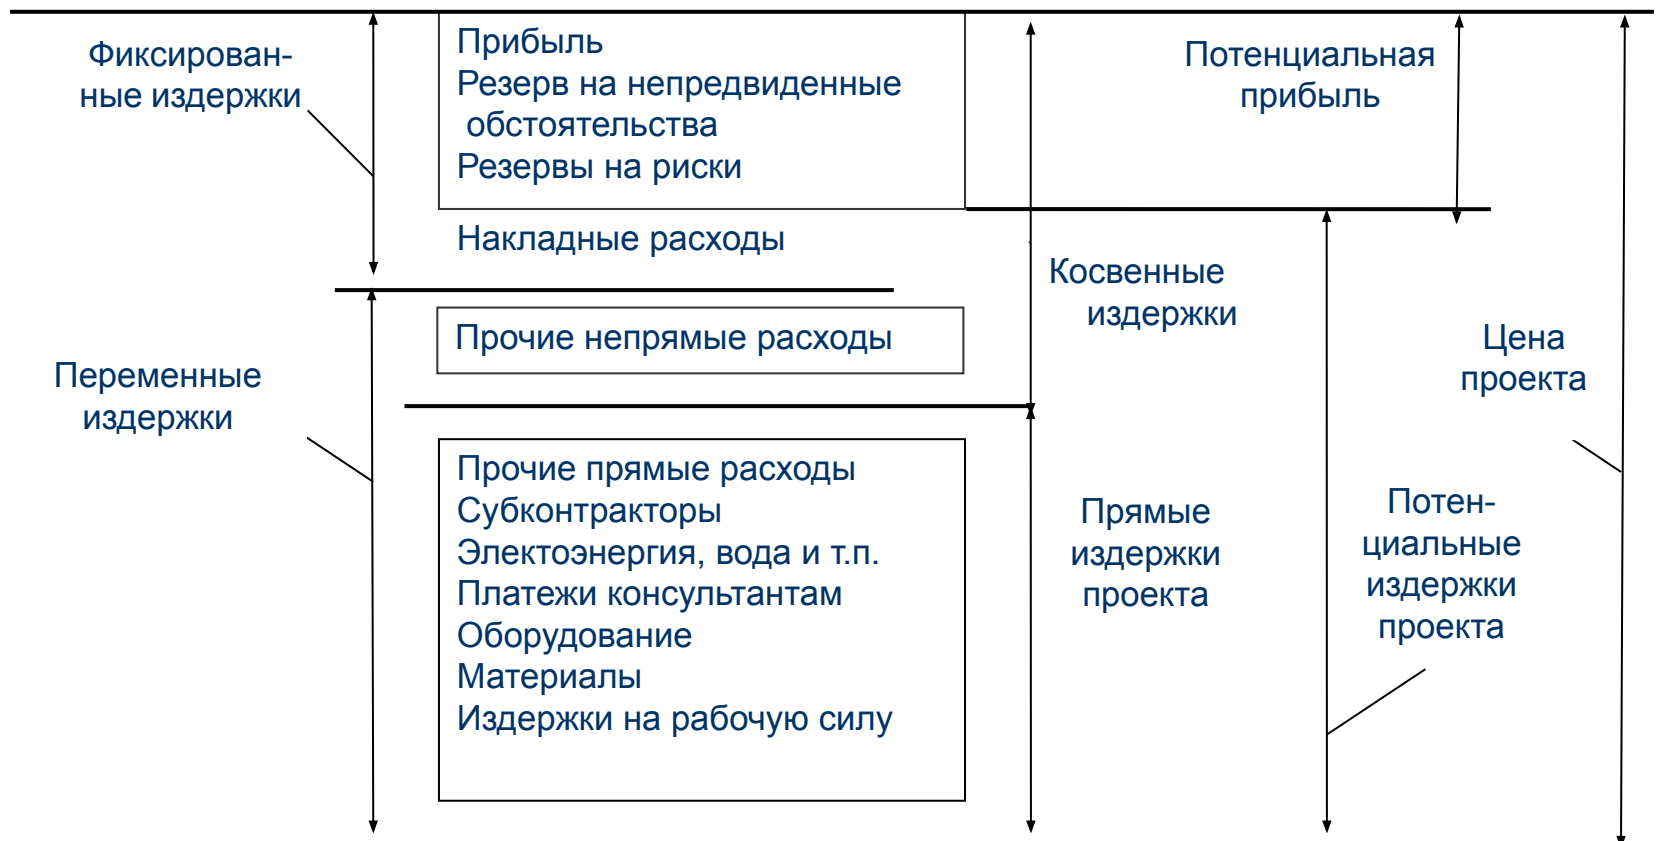 Фиксирован-
ные издержки
Прибыль
Резерв на непредвиденные
обстоятельства
Резервы на риски
Потенциальная
прибыль
Накладные расходы
Косвенные
издержки
Прочие непрямые расходы
Цена
проекта
Переменные
издержки
Прочие прямые расходы
Субконтракторы
Электоэнергия, вода и т.п.
Платежи консультантам
Оборудование
Материалы
Издержки на рабочую силу
Прямые
издержки
проекта
Потен-
циальные
издержки
проекта